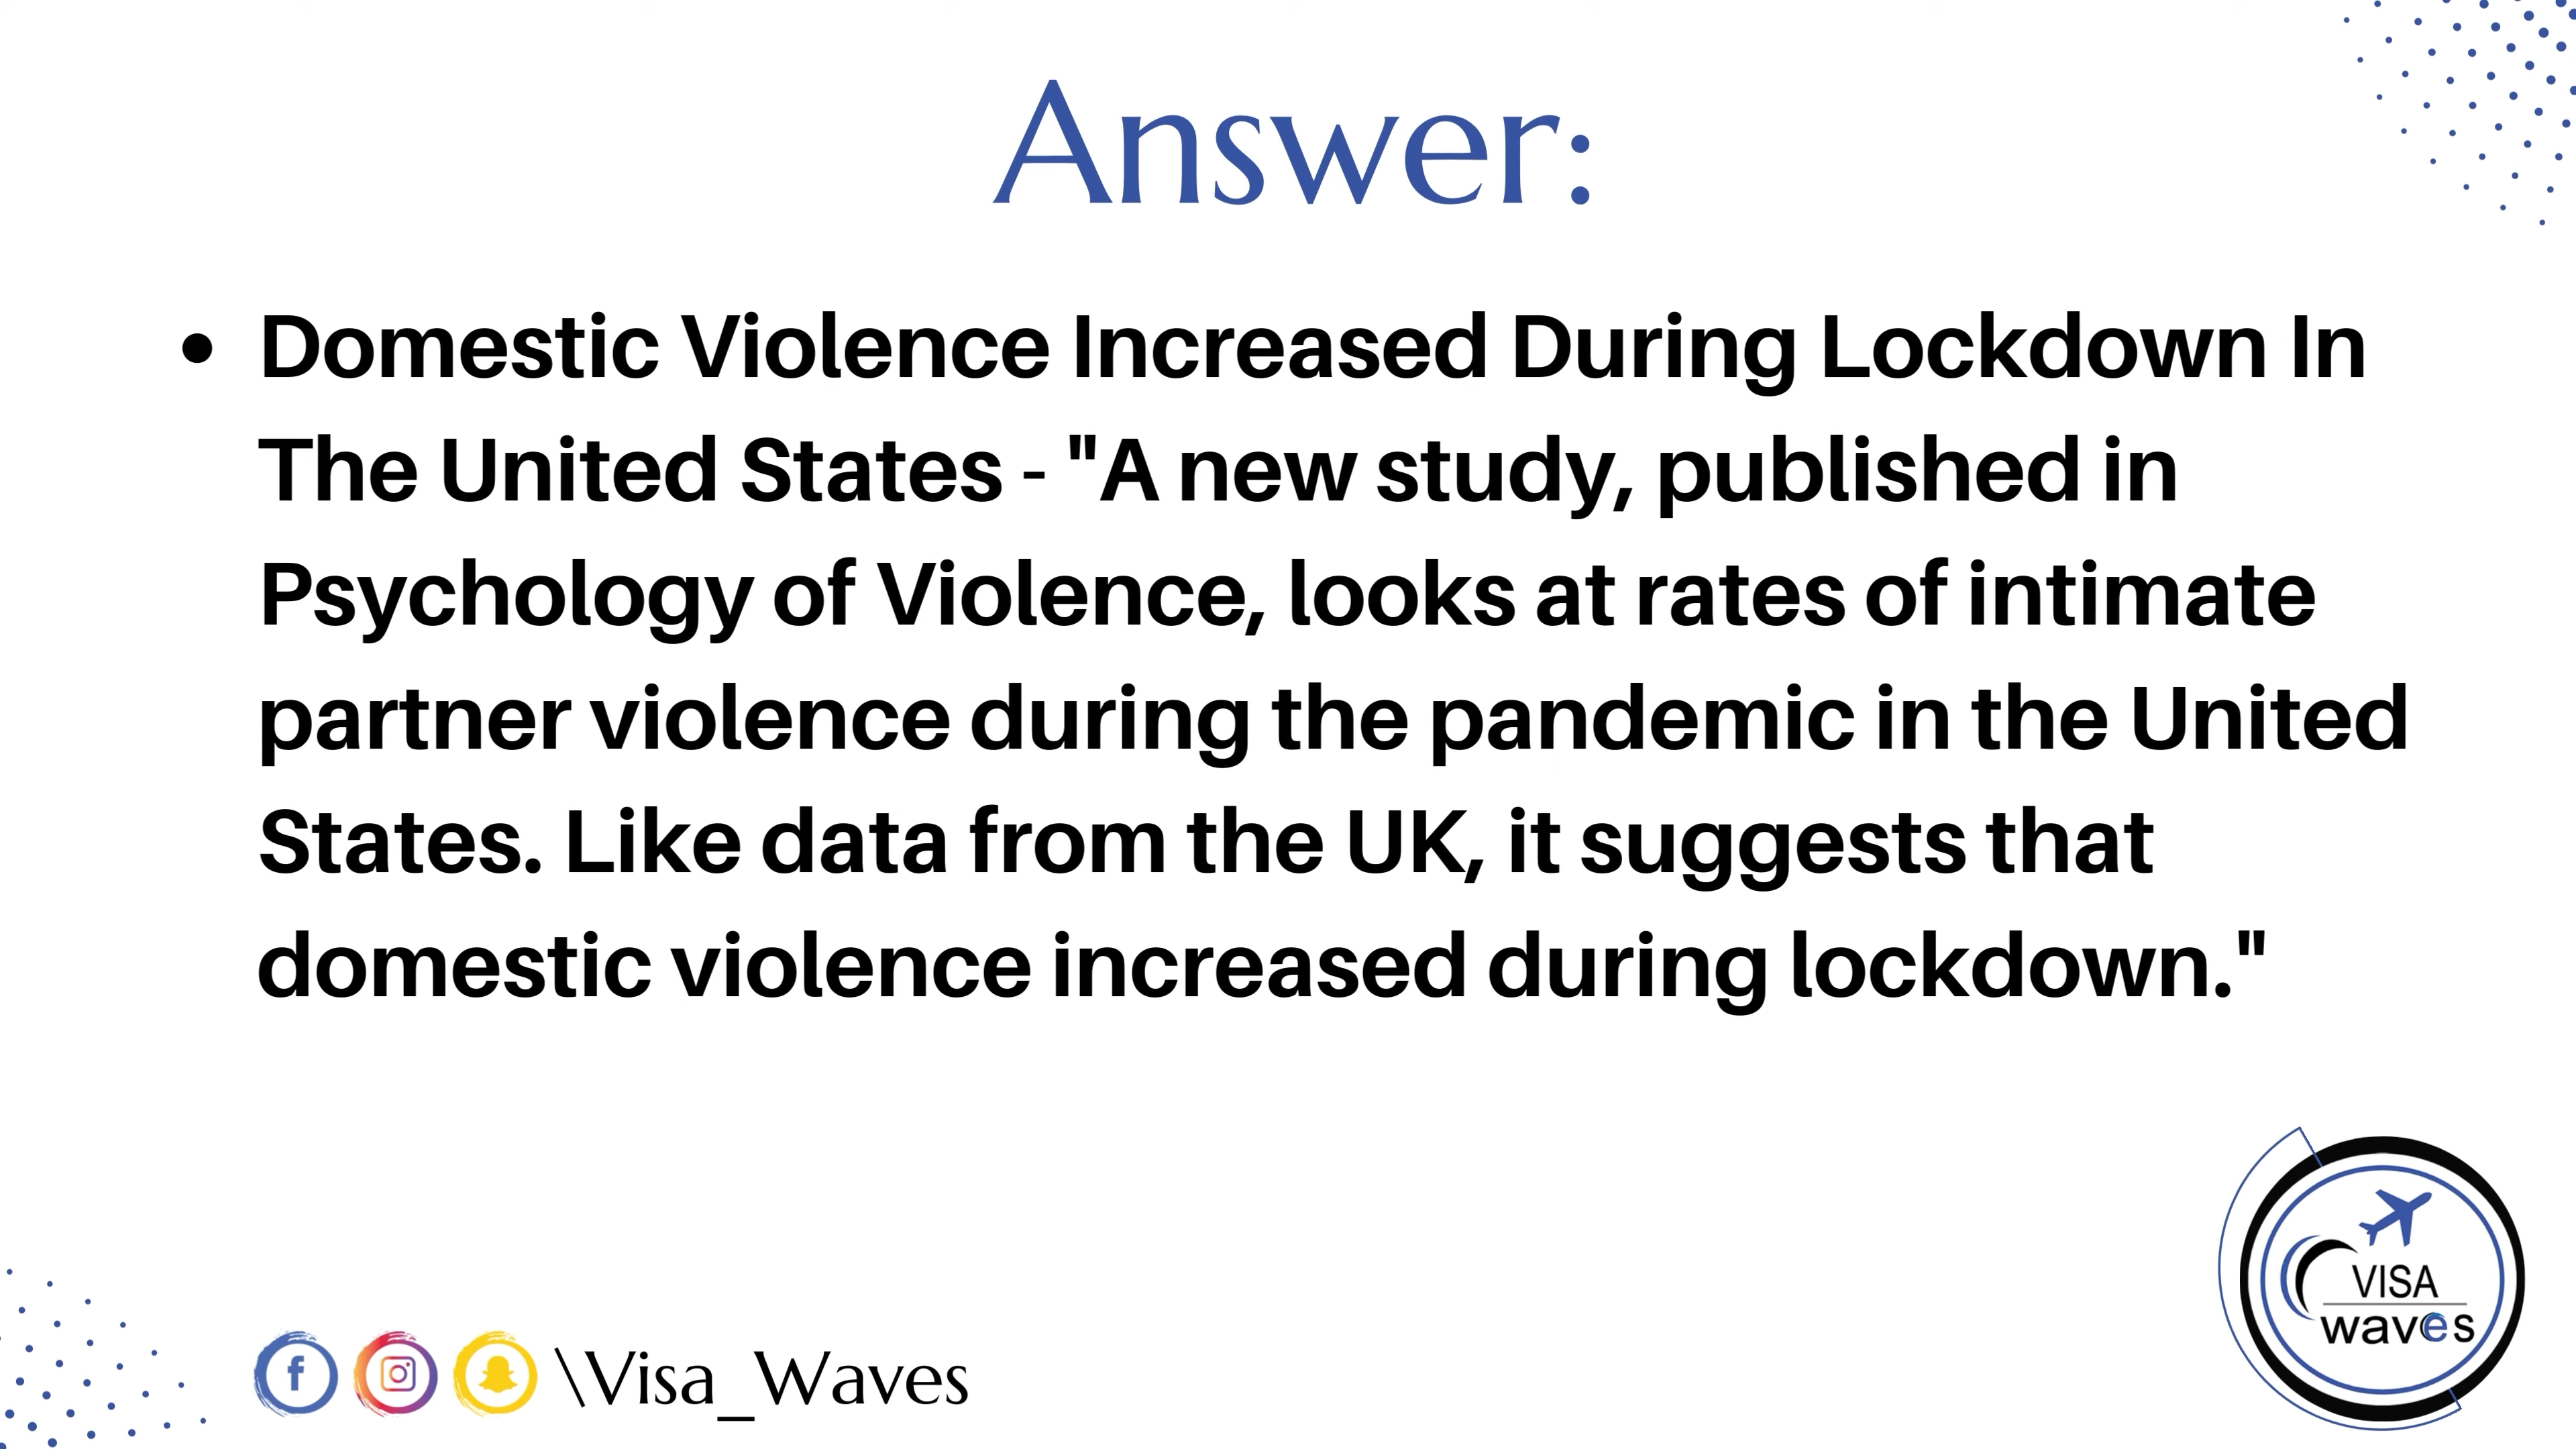 Answer:
• Domestic Violence Increased During Lockdown In
The United States - "A new study, published in
Psychology of Violence, looks at rates of intimate
partner violence during the pandemic in the United
States. Like data from the UK, it suggests that
domestic violence increased during lockdown."
VISA
waves
\Visa_Waves